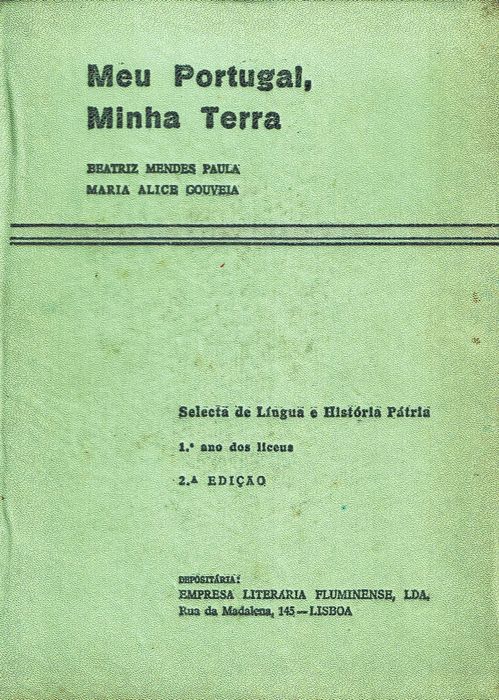 Meu Portugal,
Minha Terra
BEATRIZ MENDES PAULA
MARIA ALICE GOUVEIA
Selecta de Língua e História Pátria
1.º ano dos liceus
2.ª EDIÇÃO
DEPOSITÁRIA:
EMPRESA LITERÁRIA FLUMINENSE, LDA.
Rua da Madalena, 145 — LISBOA